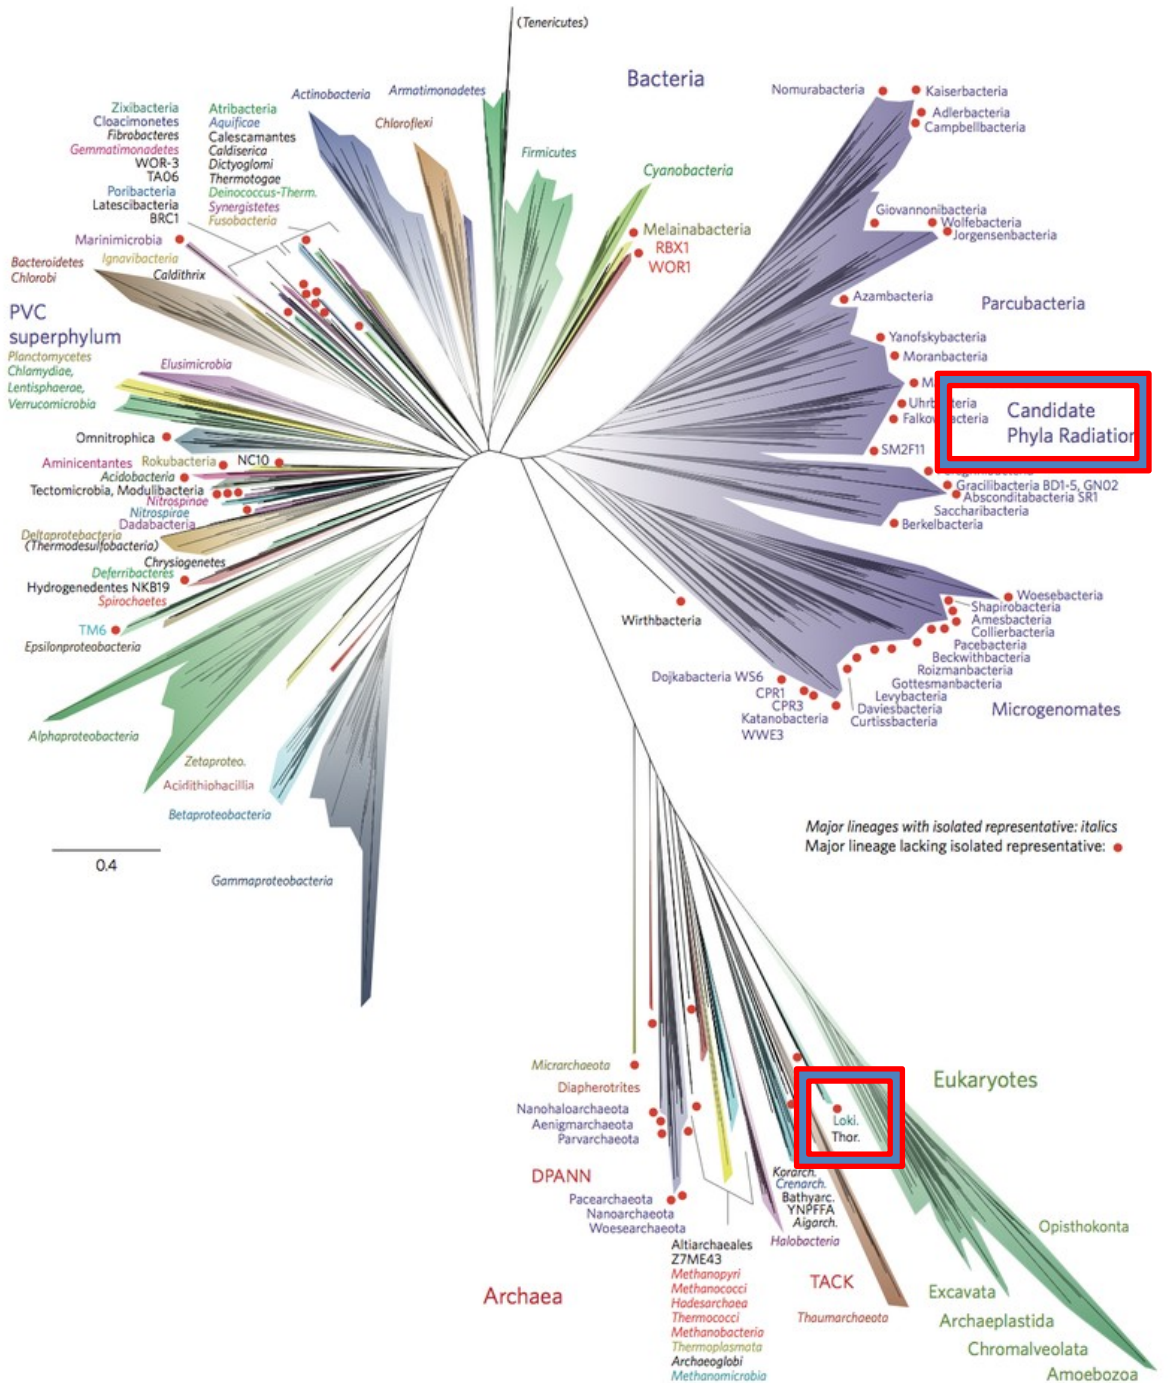 (Tenericutes)
Bacteria
Actinobacteria
Armatimonadetes
Chloroflexi
Firmicutes
Cyanobacteria
Melainabacteria
RBX1
WOR1
Zixibacteria
Cloacimonetes
Fibrobacteres
Gemmatimonadetes
WOR-3
TA06
Poribacteria
Latescibacteria
BRC1
Atribacteria
Aquificae
Calescamantes
Caldiserica
Dictyoglomi
Thermotogae
Deinococcus-Therm.
Synergistetes
Fusobacteria
Marinimicrobia
Ignavibacteria
Bacteroidetes
Chlorobi
Caldithrix
PVC
superphylum
Planctomycetes
Chlamydiae,
Lentisphaerae,
Verrucomicrobia
Elusimicrobia
Omnitrophica
Aminicentantes
Rokubacteria
NC10
Acidobacteria
Tectomicrobia, Modulibacteria
Nitrospinae
Nitrospirae
Dadabacteria
Deltaprotebacteria
(Thermodesulfobacteria)
Chrysiogenetes
Deferribacteres
Hydrogenedentes NKB19
Spirochaetes
TM6
Epsilonproteobacteria
Alphaproteobacteria
Zetaproteo.
Acidithiobacillia
Betaproteobacteria
Gammaproteobacteria
0.4
Nomurabacteria
Kaiserbacteria
Adlerbacteria
Campbellbacteria
Giovannonibacteria
Wolfebacteria
Jorgensenbacteria
Azambacteria
Parcubacteria
Yanofskybacteria
Moranbacteria
SM2F11
Candidate
Phyla Radiation
Gracilibacteria BD1-5, GN02
Absconditabacteria SR1
Saccharibacteria
Berkelbacteria
Wirthbacteria
Woesebacteria
Shapirobacteria
Amesbacteria
Collierbacteria
Pacebacteria
Beckwithbacteria
Roizmanbacteria
Gottesmanbacteria
Levybacteria
Daviesbacteria
Curtissbacteria
Microgenomates
Dojkabacteria WS6
CPR1
CPR3
Katanobacteria
WWE3
Major lineages with isolated representative: italics
Major lineage lacking isolated representative:
Micrarchaeota
Diapherotrites
Nanohaloarchaeota
Aenigmarchaeota
Parvarchaeota
DPANN
Pacearchaeota
Nanoarchaeota
Woesearchaeota
Altiarchaeales
Z7ME43
Methanopyri
Methanococci
Hadesarchaea
Thermococci
Methanobacteria
Thermoplasmata
Archaeoglobi
Methanomicrobia
Archaea
Halobacteria
Loki.
Thor.
Korarch.
Crenarch.
Bathyarc.
YNPFFA
Aigarch.
TACK
Thaumarchaeota
Eukaryotes
Opisthokonta
Excavata
Archaeplastida
Chromalveolata
Amoebozoa